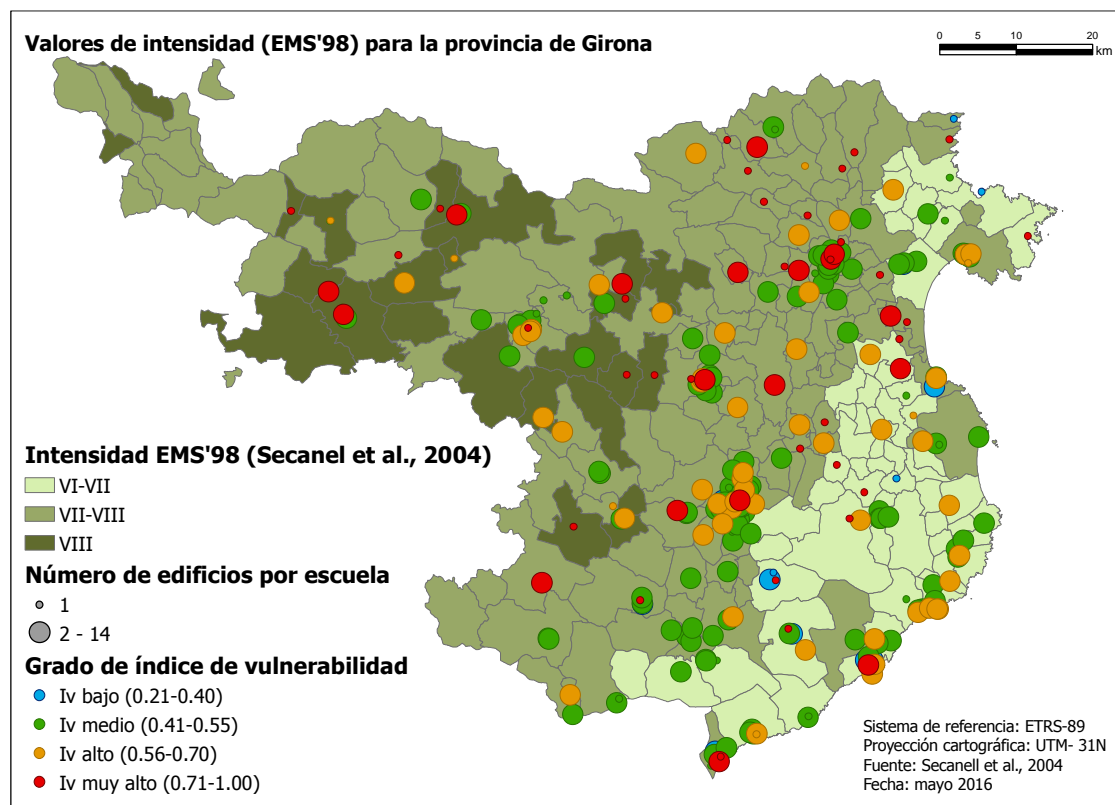 Valores de intensidad (EMS'98) para la provincia de Girona
0 5 10 20
km
Intensidad EMS'98 (Secanel et al., 2004)
VI-VII
VII-VIII
VIII
Número de edificios por escuela
1
2 - 14
Grado de índice de vulnerabilidad
Iv bajo (0.21-0.40)
Iv medio (0.41-0.55)
Iv alto (0.56-0.70)
Iv muy alto (0.71-1.00)
Sistema de referencia: ETRS-89
Proyección cartográfica: UTM- 31N
Fuente: Secanell et al., 2004
Fecha: mayo 2016